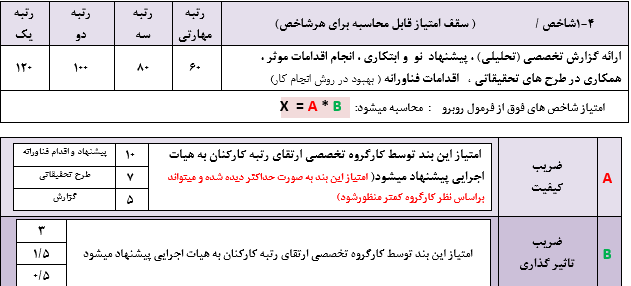 ۴-۱شاخص / ( سقف امتیاز قابل محاسبه برای هرشاخص )
رتبه مهارتی
رتبه سه
رتبه دو
رتبه یک
ارائه گزارش تخصصی (تحلیلی) ، پیشنهاد نو و ابتکاری ، انجام اقدامات موثر ،
همکاری در طرح های تحقیقاتی ، اقدامات فناورانه ( بهبود در روش انجام کار)
۶۰
۸۰
۱۰۰
۱۲۰
امتیاز شاخص های فوق از فرمول روبرو : محاسبه میشود: X = A * B
A
ضریب
کیفیت
امتیاز این بند توسط کارگروه تخصصی ارتقای رتبه کارکنان به هیات
اجرایی پیشنهاد میشود( امتیاز این بند به صورت حداکثر دیده شده و میتواند
براساس نظر کارگروه کمتر منظورشود)
۱۰ پیشنهاد و اقدام فناورانه
۷ طرح تحقیقاتی
۵ گزارش
B
ضریب
تاثیر گذاری
امتیاز این بند توسط کارگروه تخصصی ارتقای رتبه کارکنان به هیات اجرایی پیشنهاد میشود
۳
۱/۵
۰/۵